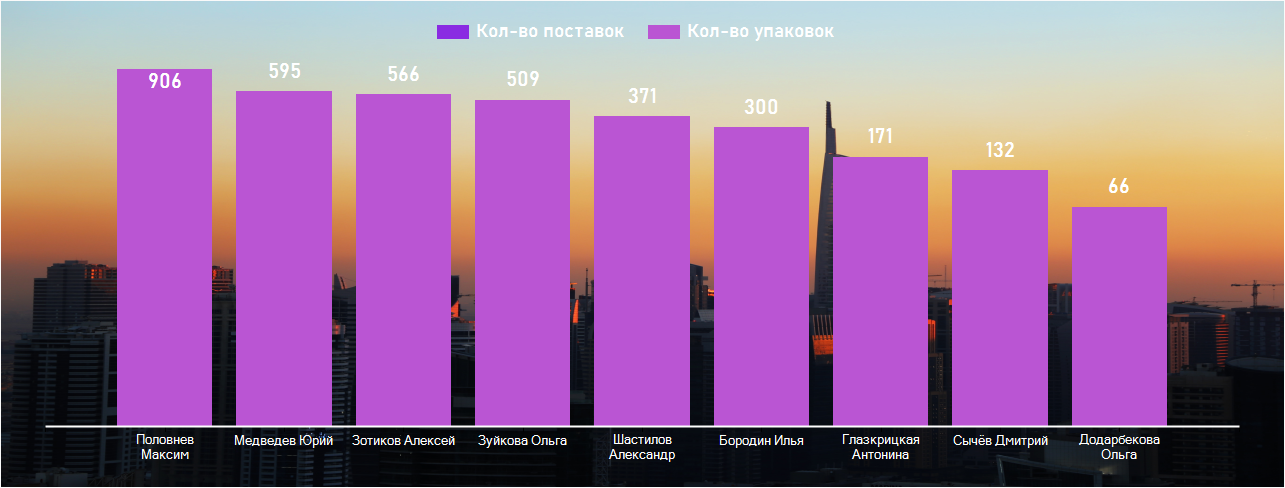 Кол-во поставок Кол-во упаковок
906
595
566
509
371
300
171
132
66
Половнев
Максим
Медведев Юрий
Зотиков Алексей
Зуйкова Ольга
Шастилов
Александр
Бородин Илья
Глазкрицкая
Антонина
Сычёв Дмитрий
Додарбекова
Ольга